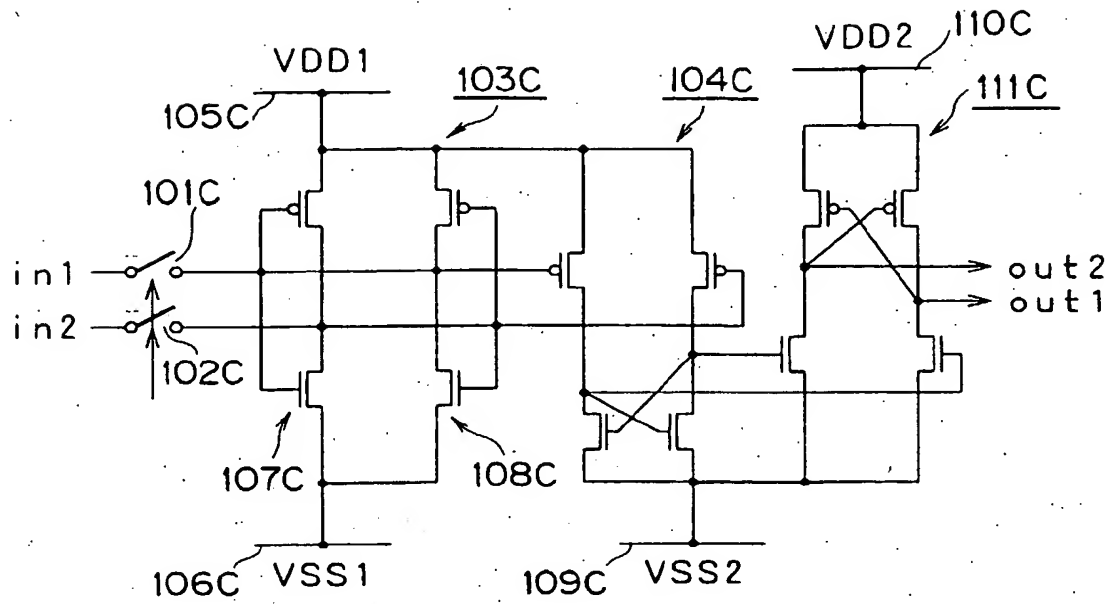 VDD1
VDD2
110C
105C
103C
104C
111C
101C
in1
in2
102C
out2
out1
107C
108C
106C
VSS1
109C
VSS2